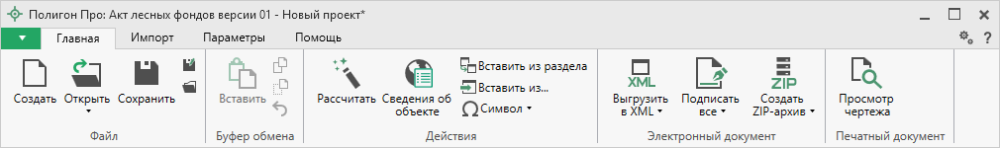 Полигон Про: Акт лесных фондов версии 01 - Новый проект*
Главная Импорт Параметры Помощь
?
Создать Открыть Сохранить
Файл
Вставить
Буфер обмена
Рассчитать Сведения об
объекте
Вставить из раздела
Вставить из...
Символ
Действия
XML
Выгрузить
в XML
Подписать
все
ZIP
Создать
ZIP-архив
Электронный документ
Просмотр
чертежа
Печатный документ